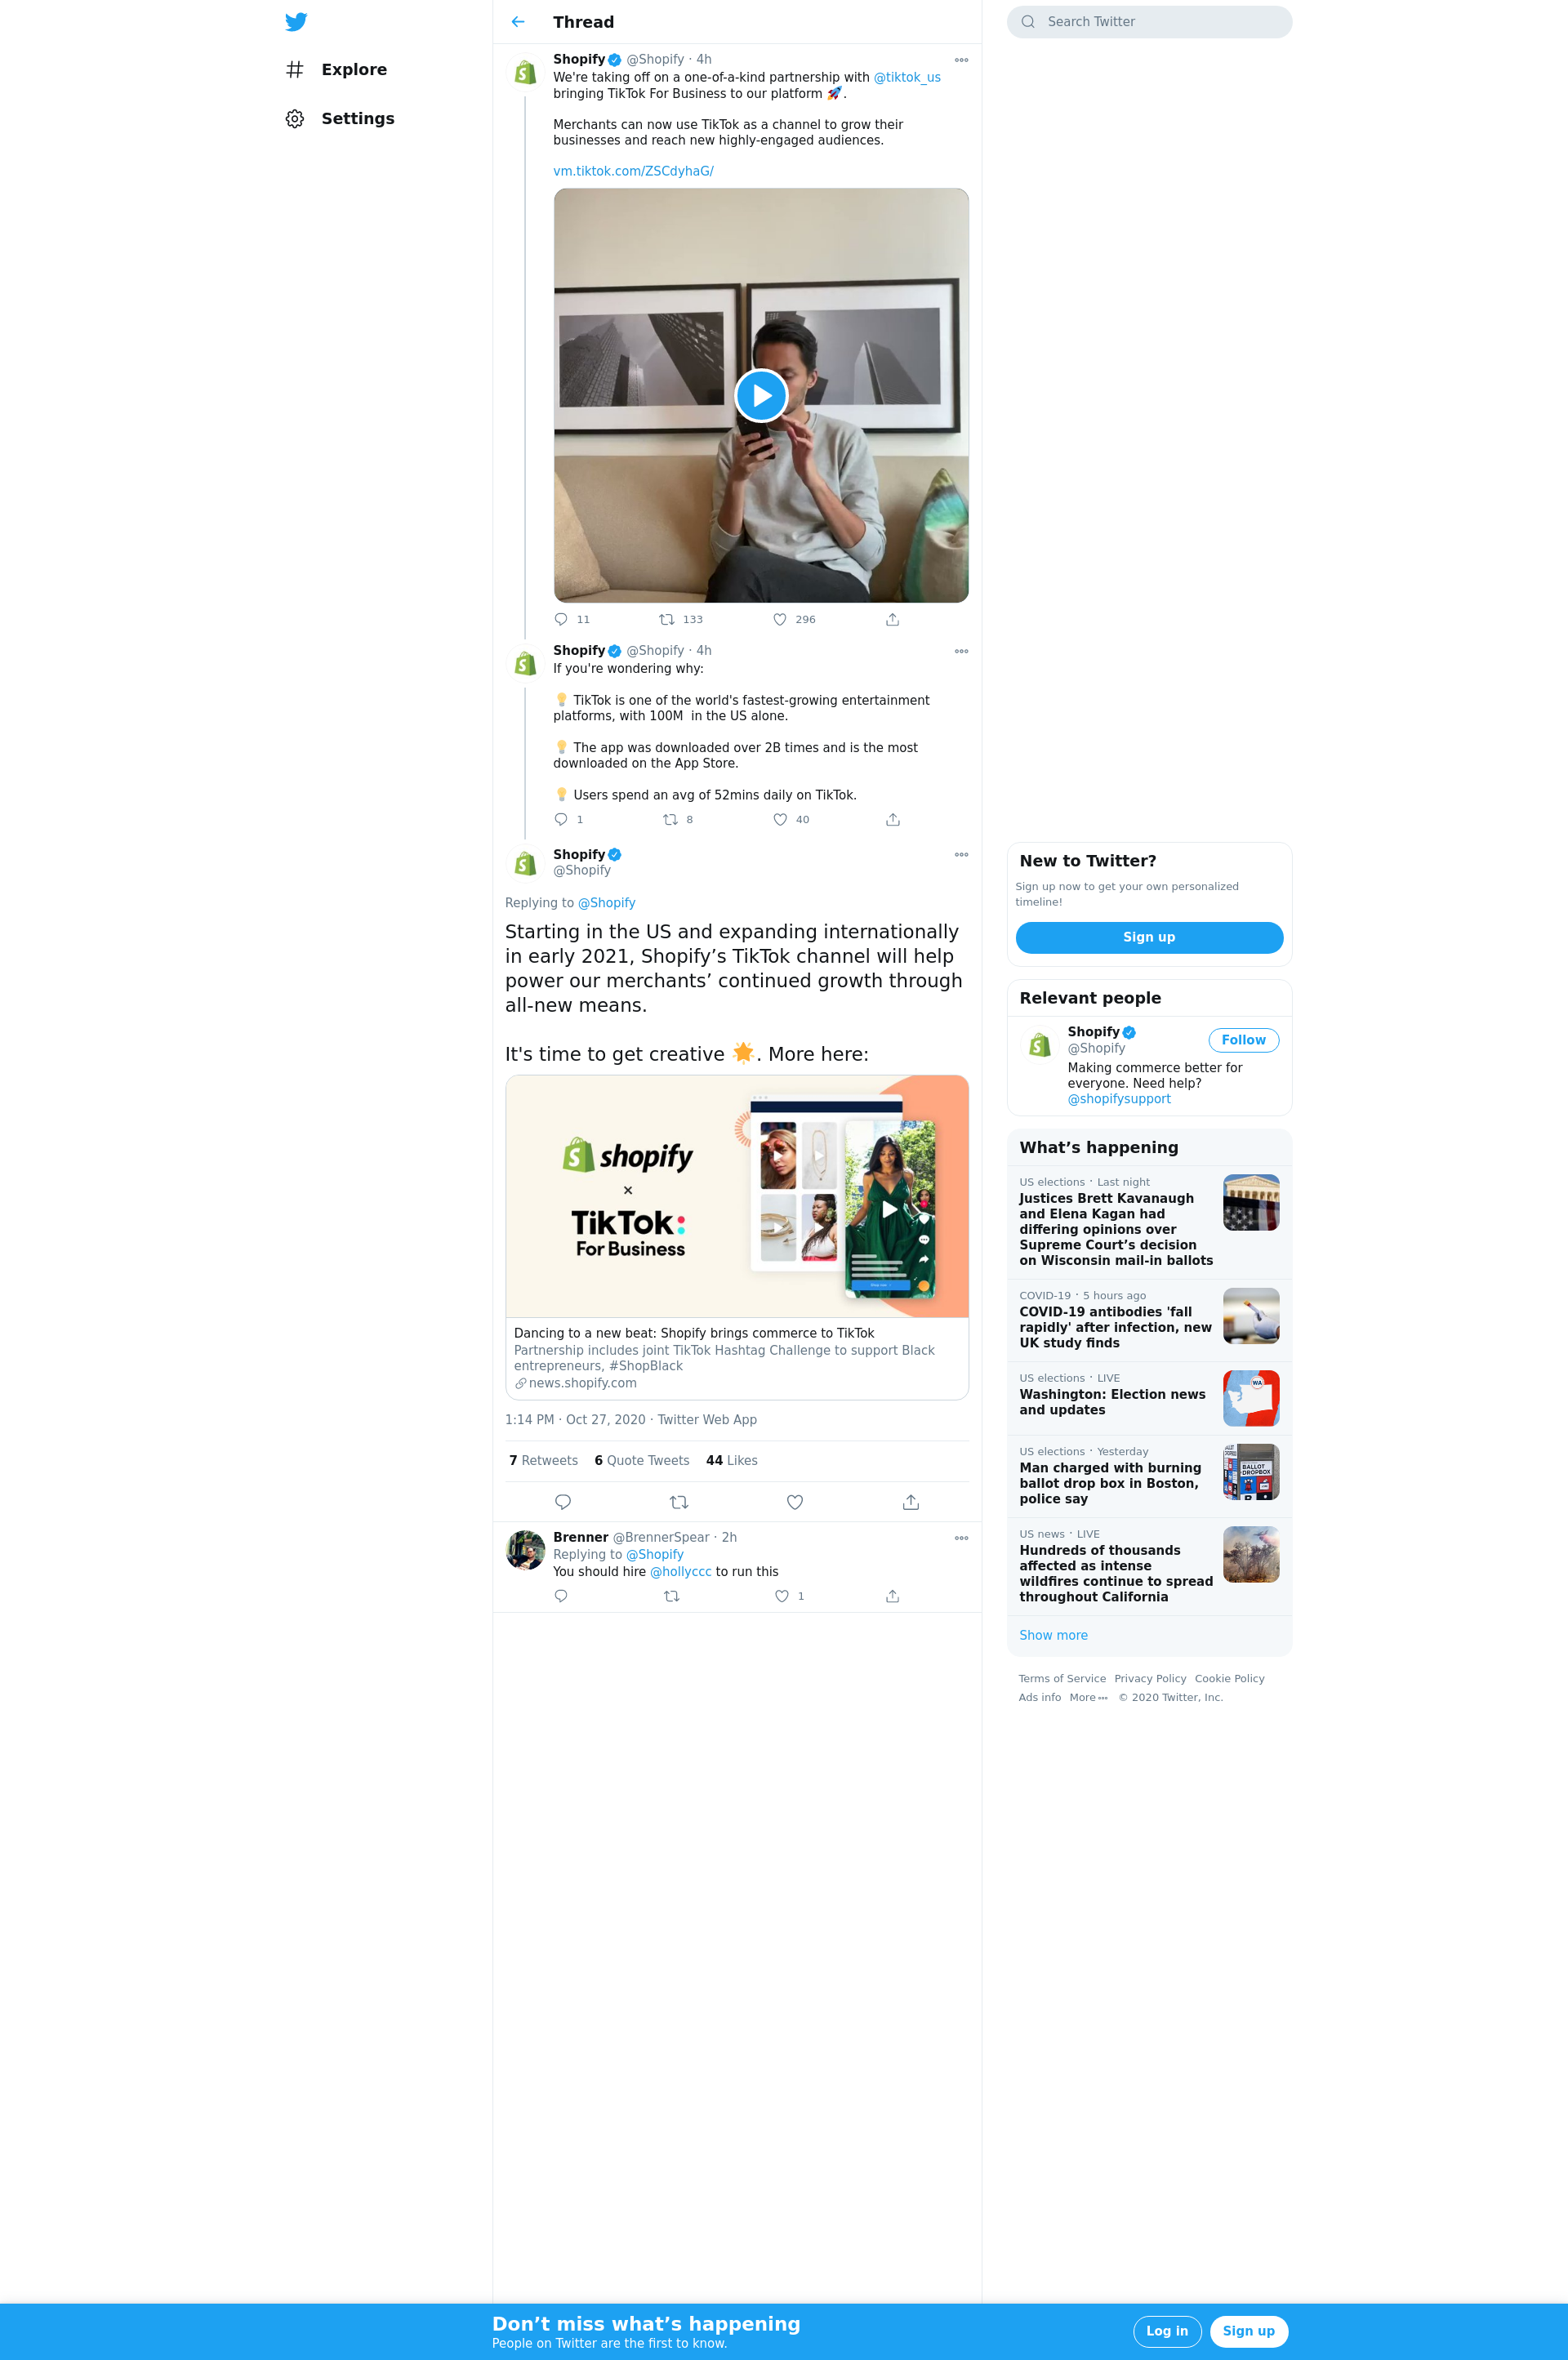 Explore
Settings
Thread
Shopify @Shopify · 4h
We're taking off on a one-of-a-kind partnership with @tiktok_us
bringing TikTok For Business to our platform 🚀.
Merchants can now use TikTok as a channel to grow their
businesses and reach new highly-engaged audiences.
vm.tiktok.com/ZSCdyhaG/
11 133 296
Shopify @Shopify · 4h
If you're wondering why:
💡 TikTok is one of the world's fastest-growing entertainment
platforms, with 100M  in the US alone.
💡 The app was downloaded over 2B times and is the most
downloaded on the App Store.
💡 Users spend an avg of 52mins daily on TikTok.
1 8 40
Shopify
@Shopify
Replying to @Shopify
Starting in the US and expanding internationally
in early 2021, Shopify’s TikTok channel will help
power our merchants’ continued growth through
all-new means.
It's time to get creative 🌟. More here:
shopify
×
TikTok:
For Business
Dancing to a new beat: Shopify brings commerce to TikTok
Partnership includes joint TikTok Hashtag Challenge to support Black
entrepreneurs, #ShopBlack
news.shopify.com
1:14 PM · Oct 27, 2020 · Twitter Web App
7 Retweets 6 Quote Tweets 44 Likes
Brenner @BrennerSpear · 2h
Replying to @Shopify
You should hire @hollyccc to run this
1
Search Twitter
New to Twitter?
Sign up now to get your own personalized
timeline!
Sign up
Relevant people
Shopify
@Shopify
Follow
Making commerce better for
everyone. Need help?
@shopifysupport
What’s happening
US elections · Last night
Justices Brett Kavanaugh
and Elena Kagan had
differing opinions over
Supreme Court’s decision
on Wisconsin mail-in ballots
COVID-19 · 5 hours ago
COVID-19 antibodies 'fall
rapidly' after infection, new
UK study finds
US elections · LIVE
Washington: Election news
and updates
WA
US elections · Yesterday
Man charged with burning
ballot drop box in Boston,
police say
BALLOT
DROPBOX
US news · LIVE
Hundreds of thousands
affected as intense
wildfires continue to spread
throughout California
Show more
Terms of Service Privacy Policy Cookie Policy
Ads info More © 2020 Twitter, Inc.
Don’t miss what’s happening
People on Twitter are the first to know.
Log in
Sign up